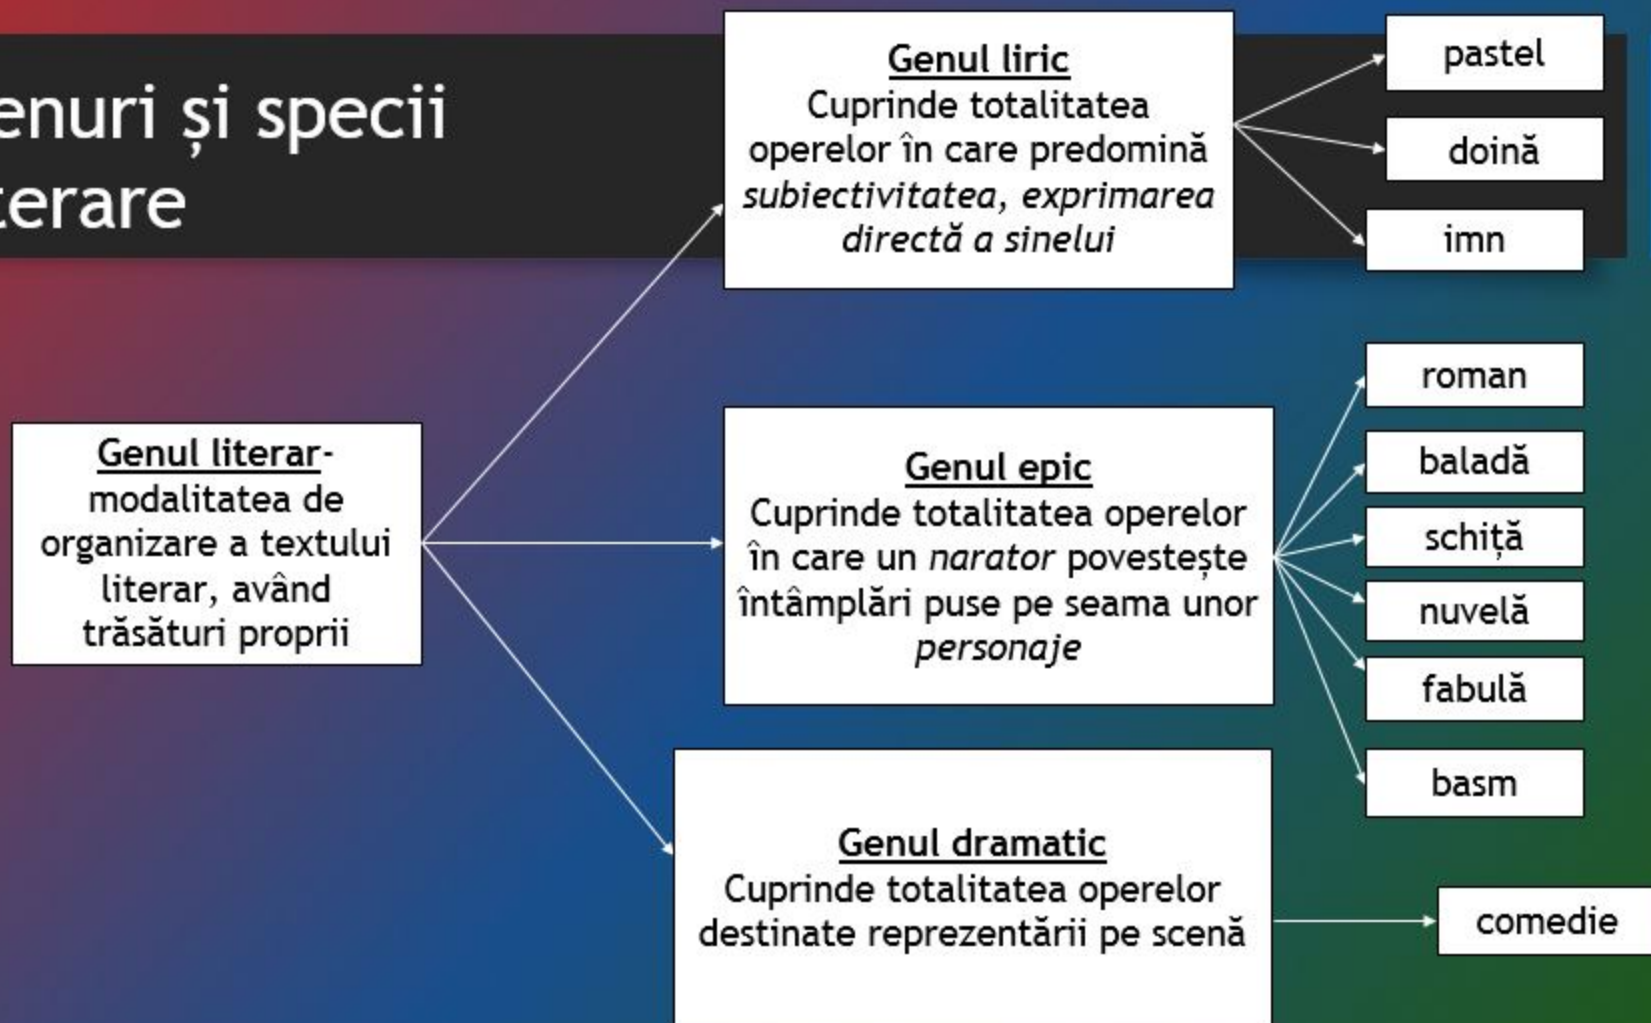 enuri și specii
terare
Genul literar-
modalitatea de
organizare a textului
literar, având
trăsături proprii
Genul liric
Cuprinde totalitatea
operelor în care predomină
subiectivitatea, exprimarea
directă a sinelui
pastel
doină
imn
Genul epic
Cuprinde totalitatea operelor
în care un narator povestește
întâmplări puse pe seama unor
personaje
roman
baladă
schiță
nuvelă
fabulă
basm
Genul dramatic
Cuprinde totalitatea operelor
destinate reprezentării pe scenă
comedie